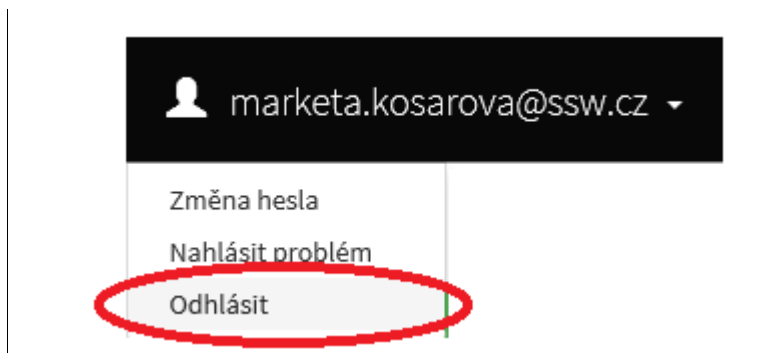 marketa.kosarova@ssw.cz
Změna hesla
Nahlásit problém
Odhlásit